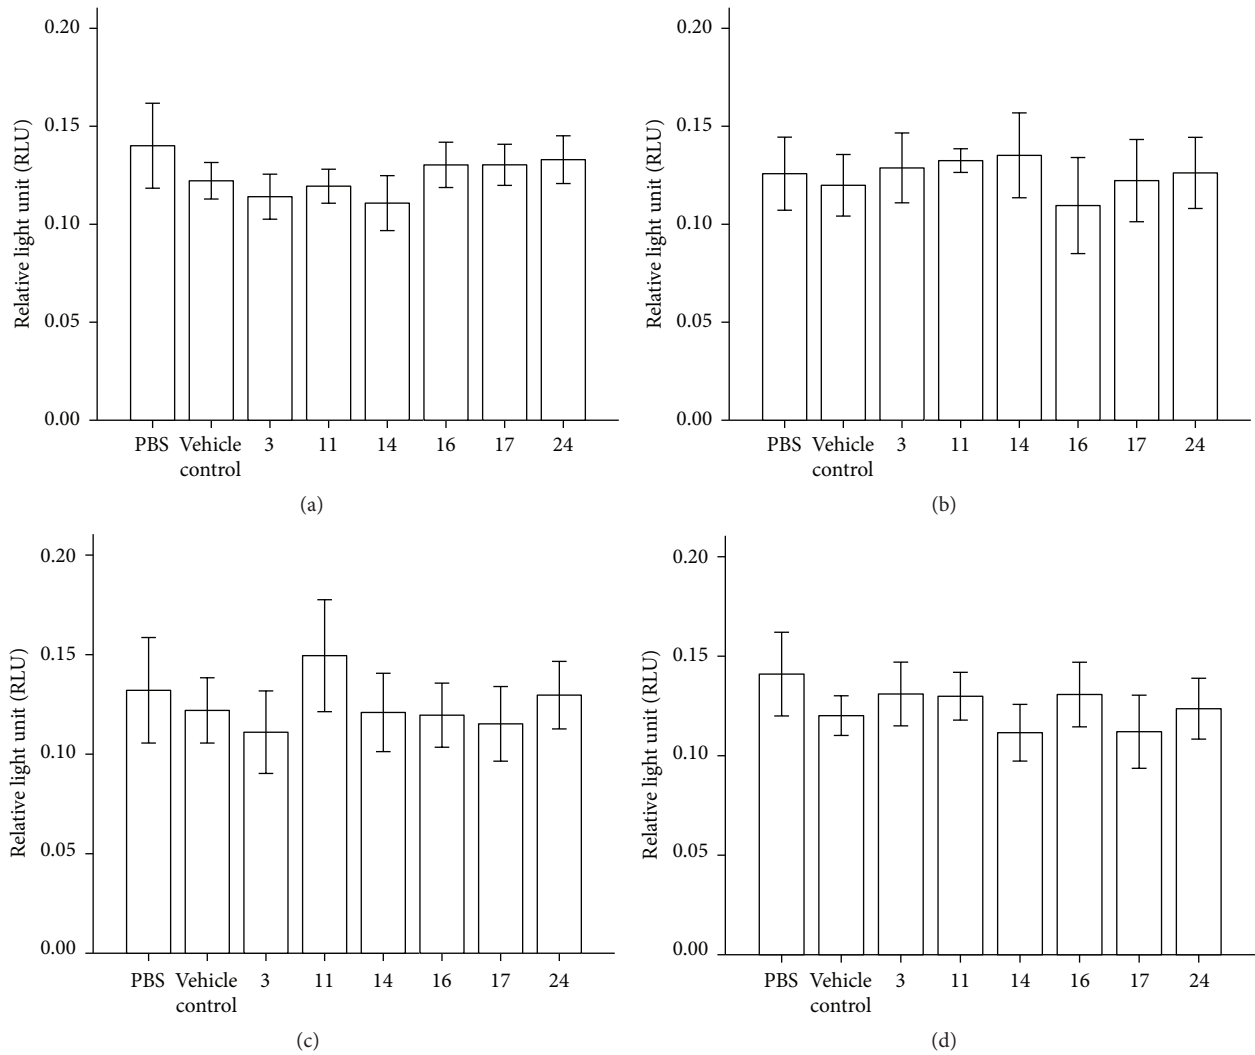 0.20
0.15
0.10
0.05
0.00
Relative light unit (RLU)
PBS Vehicle control 3 11 14 16 17 24
(a)
0.20
0.15
0.10
0.05
0.00
Relative light unit (RLU)
PBS Vehicle control 3 11 14 16 17 24
(b)
0.20
0.15
0.10
0.05
0.00
Relative light unit (RLU)
PBS Vehicle control 3 11 14 16 17 24
(c)
0.20
0.15
0.10
0.05
0.00
Relative light unit (RLU)
PBS Vehicle control 3 11 14 16 17 24
(d)